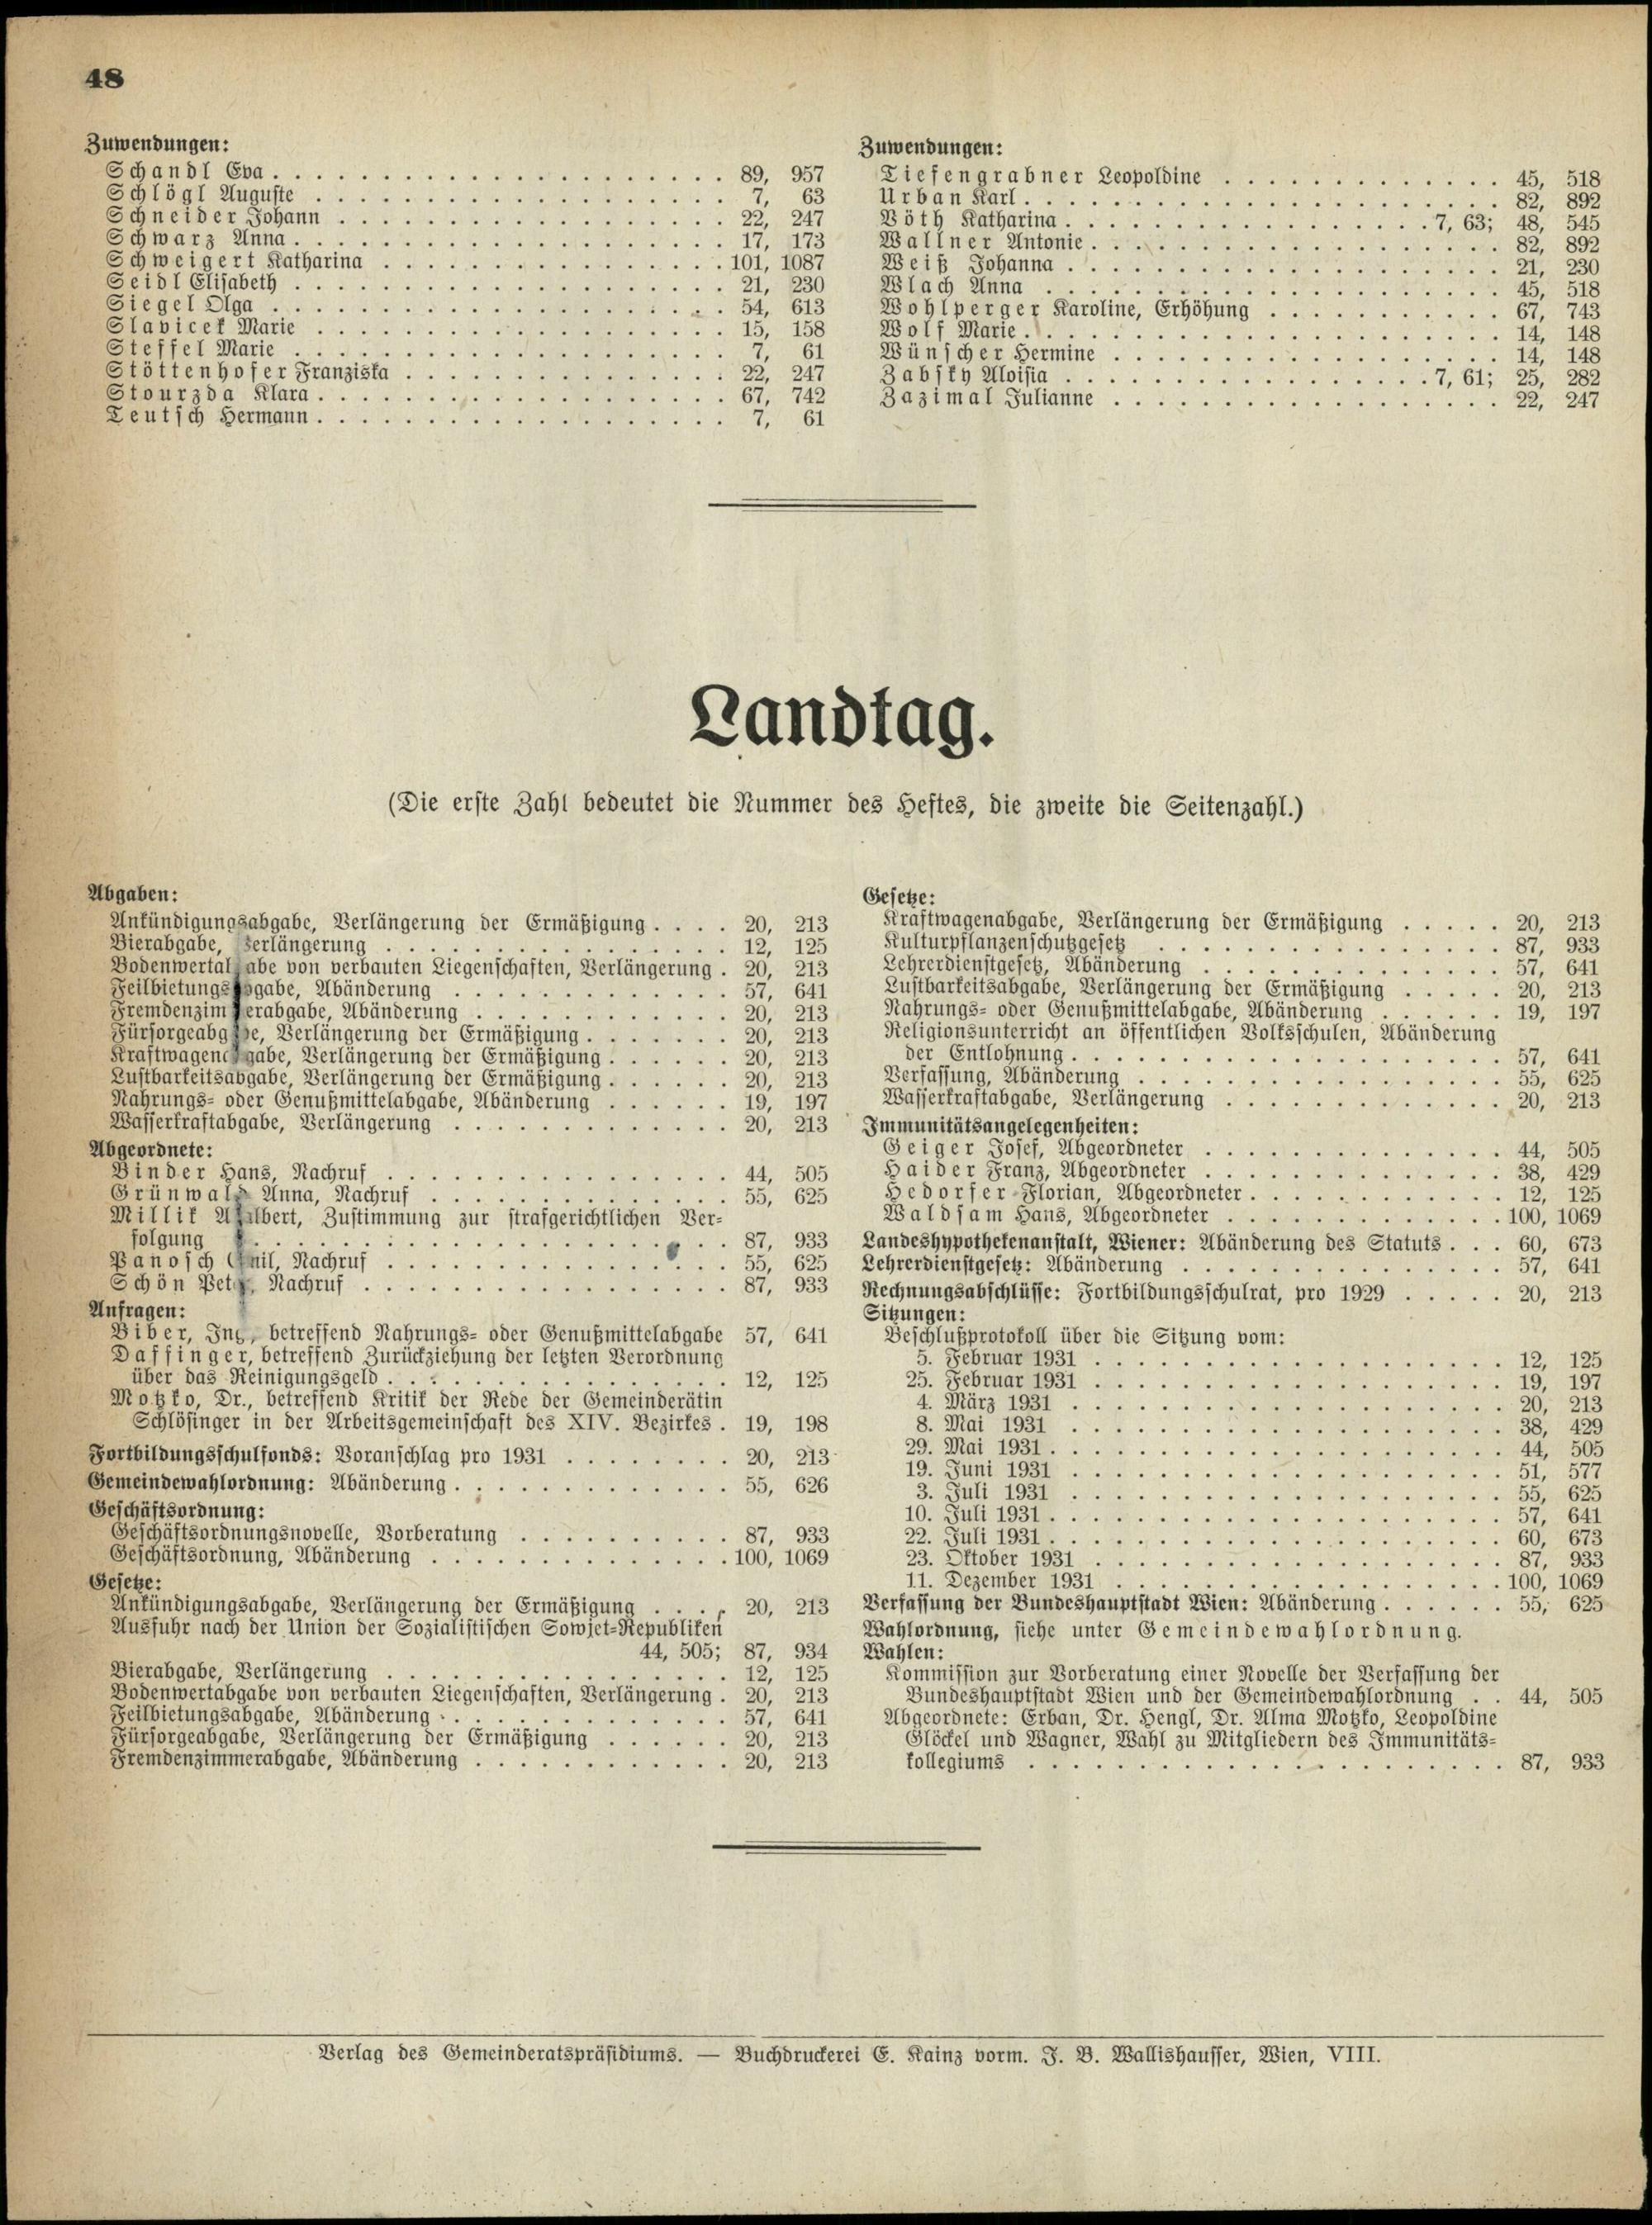 48
Zuwendungen:
Schandl Eva . . . . . . . . . . . . . . . . . . . . 89, 957
Schlögl Auguste . . . . . . . . . . . . . . . . . . 7, 63
Schneider Johann . . . . . . . . . . . . . . . . . 22, 247
Schwarz Anna . . . . . . . . . . . . . . . . . . . 17, 173
Schweigert Katharina . . . . . . . . . . . . . . . 101, 1087
Seidl Elisabeth . . . . . . . . . . . . . . . . . . . 21, 230
Siegel Olga . . . . . . . . . . . . . . . . . . . . 54, 613
Slavicek Marie . . . . . . . . . . . . . . . . . . 15, 158
Steffel Marie . . . . . . . . . . . . . . . . . . . 7, 61
Stöttenhofer Franziska . . . . . . . . . . . . . . 22, 247
Stourzda Klara . . . . . . . . . . . . . . . . . . 67, 742
Teutsch Hermann . . . . . . . . . . . . . . . . . . 7, 61
Zuwendungen:
Tiefengrabner Leopoldine . . . . . . . . . . . . . 45, 518
Urban Karl . . . . . . . . . . . . . . . . . . . . . 82, 892
Vöth Katharina . . . . . . . . . . . . . . . . 7, 63; 48, 545
Wallner Antonie . . . . . . . . . . . . . . . . . . 82, 892
Weiß Johanna . . . . . . . . . . . . . . . . . . . 21, 230
Wlach Anna . . . . . . . . . . . . . . . . . . . . 45, 518
Wohlperger Karoline, Erhöhung . . . . . . . . . . . 67, 743
Wolf Marie . . . . . . . . . . . . . . . . . . . . . 14, 148
Wünscher Hermine . . . . . . . . . . . . . . . . . 14, 148
Zabsky Aloisia . . . . . . . . . . . . . . . . 7, 61; 25, 282
Zazimal Julianne . . . . . . . . . . . . . . . . . 22, 247
Landtag.
(Die erste Zahl bedeutet die Nummer des Heftes, die zweite die Seitenzahl.)
Abgaben:
Ankündigungsabgabe, Verlängerung der Ermäßigung . . . . 20, 213
Bierabgabe, Verlängerung . . . . . . . . . . . . . . . 12, 125
Bodenwertabgabe von verbauten Liegenschaften, Verlängerung . 20, 213
Feilbietungsabgabe, Abänderung . . . . . . . . . . . . 57, 641
Fremdenzimmerabgabe, Abänderung . . . . . . . . . . . 20, 213
Fürsorgeabgabe, Verlängerung der Ermäßigung . . . . . . . 20, 213
Kraftwagenabgabe, Verlängerung der Ermäßigung . . . . . . 20, 213
Lustbarkeitsabgabe, Verlängerung der Ermäßigung . . . . . . 20, 213
Nahrungs- oder Genußmittelabgabe, Abänderung . . . . . . 19, 197
Wasserkraftabgabe, Verlängerung . . . . . . . . . . . . 20, 213
Abgeordnete:
Binder Hans, Nachruf . . . . . . . . . . . . . . . 44, 505
Grünwald Anna, Nachruf . . . . . . . . . . . . . . 55, 625
Millik Adalbert, Zustimmung zur strafgerichtlichen Ver-
folgung . . . . . . . . . . . . . . . . . . . . . 87, 933
Panosch Emil, Nachruf . . . . . . . . . . . . . . . 55, 625
Schön Peter, Nachruf . . . . . . . . . . . . . . . . 87, 933
Anfragen:
Biber, Ing., betreffend Nahrungs- oder Genußmittelabgabe 57, 641
Daffinger, betreffend Zurückziehung der letzten Verordnung
über das Reinigungsgeld . . . . . . . . . . . . . . . 12, 125
Motzko, Dr., betreffend Kritik der Rede der Gemeinderätin
Schlösinger in der Arbeitsgemeinschaft des XIV. Bezirkes . 19, 198
Fortbildungsschulfonds: Voranschlag pro 1931 . . . . . . . . 20, 213
Gemeindewahlordnung: Abänderung . . . . . . . . . . . . . 55, 626
Geschäftsordnung:
Geschäftsordnungsnovelle, Vorberatung . . . . . . . . . . 87, 933
Geschäftsordnung, Abänderung . . . . . . . . . . . . . 100, 1069
Gesetze:
Ankündigungsabgabe, Verlängerung der Ermäßigung . . . . 20, 213
Ausfuhr nach der Union der Sozialistischen Sowjet-Republiken
44, 505; 87, 934
Bierabgabe, Verlängerung . . . . . . . . . . . . . . . 12, 125
Bodenwertabgabe von verbauten Liegenschaften, Verlängerung . 20, 213
Feilbietungsabgabe, Abänderung . . . . . . . . . . . . . 57, 641
Fürsorgeabgabe, Verlängerung der Ermäßigung . . . . . . 20, 213
Fremdenzimmerabgabe, Abänderung . . . . . . . . . . . . 20, 213
Gesetze:
Kraftwagenabgabe, Verlängerung der Ermäßigung . . . . . 20, 213
Kulturpflanzenschutzgesetz . . . . . . . . . . . . . . . 87, 933
Lehrerdienstgesetz, Abänderung . . . . . . . . . . . . . 57, 641
Lustbarkeitsabgabe, Verlängerung der Ermäßigung . . . . . 20, 213
Nahrungs- oder Genußmittelabgabe, Abänderung . . . . . . 19, 197
Religionsunterricht an öffentlichen Volksschulen, Abänderung
der Entlohnung . . . . . . . . . . . . . . . . . . . 57, 641
Verfassung, Abänderung . . . . . . . . . . . . . . . . 55, 625
Wasserkraftabgabe, Verlängerung . . . . . . . . . . . . 20, 213
Immunitätsangelegenheiten:
Geiger Josef, Abgeordneter . . . . . . . . . . . . . . 44, 505
Haider Franz, Abgeordneter . . . . . . . . . . . . . . 38, 429
Hedorfer Florian, Abgeordneter . . . . . . . . . . . . 12, 125
Waldsam Hans, Abgeordneter . . . . . . . . . . . . . 100, 1069
Landeshypothekenanstalt, Wiener: Abänderung des Statuts . . . 60, 673
Lehrerdienstgesetz: Abänderung . . . . . . . . . . . . . . 57, 641
Rechnungsabschlüsse: Fortbildungsschulrat, pro 1929 . . . . . 20, 213
Sitzungen:
Beschlußprotokoll über die Sitzung vom:
5. Februar 1931 . . . . . . . . . . . . . . . . . . 12, 125
25. Februar 1931 . . . . . . . . . . . . . . . . . . 19, 197
4. März 1931 . . . . . . . . . . . . . . . . . . . 20, 213
8. Mai 1931 . . . . . . . . . . . . . . . . . . . 38, 429
29. Mai 1931 . . . . . . . . . . . . . . . . . . . . 44, 505
19. Juni 1931 . . . . . . . . . . . . . . . . . . . 51, 577
3. Juli 1931 . . . . . . . . . . . . . . . . . . . 55, 625
10. Juli 1931 . . . . . . . . . . . . . . . . . . . . 57, 641
22. Juli 1931 . . . . . . . . . . . . . . . . . . . . 60, 673
23. Oktober 1931 . . . . . . . . . . . . . . . . . . 87, 933
11. Dezember 1931 . . . . . . . . . . . . . . . . . 100, 1069
Verfassung der Bundeshauptstadt Wien: Abänderung . . . . . . 55, 625
Wahlordnung, siehe unter Gemeindewahlordnung.
Wahlen:
Kommission zur Vorberatung einer Novelle der Verfassung der
Bundeshauptstadt Wien und der Gemeindewahlordnung . . 44, 505
Abgeordnete: Erban, Dr. Hengl, Dr. Alma Motzko, Leopoldine
Glöckel und Wagner, Wahl zu Mitgliedern des Immunitäts-
kollegiums . . . . . . . . . . . . . . . . . . . . . 87, 933
Verlag des Gemeinderatspräsidiums. — Buchdruckerei E. Kainz vorm. J. B. Wallishausser, Wien, VIII.